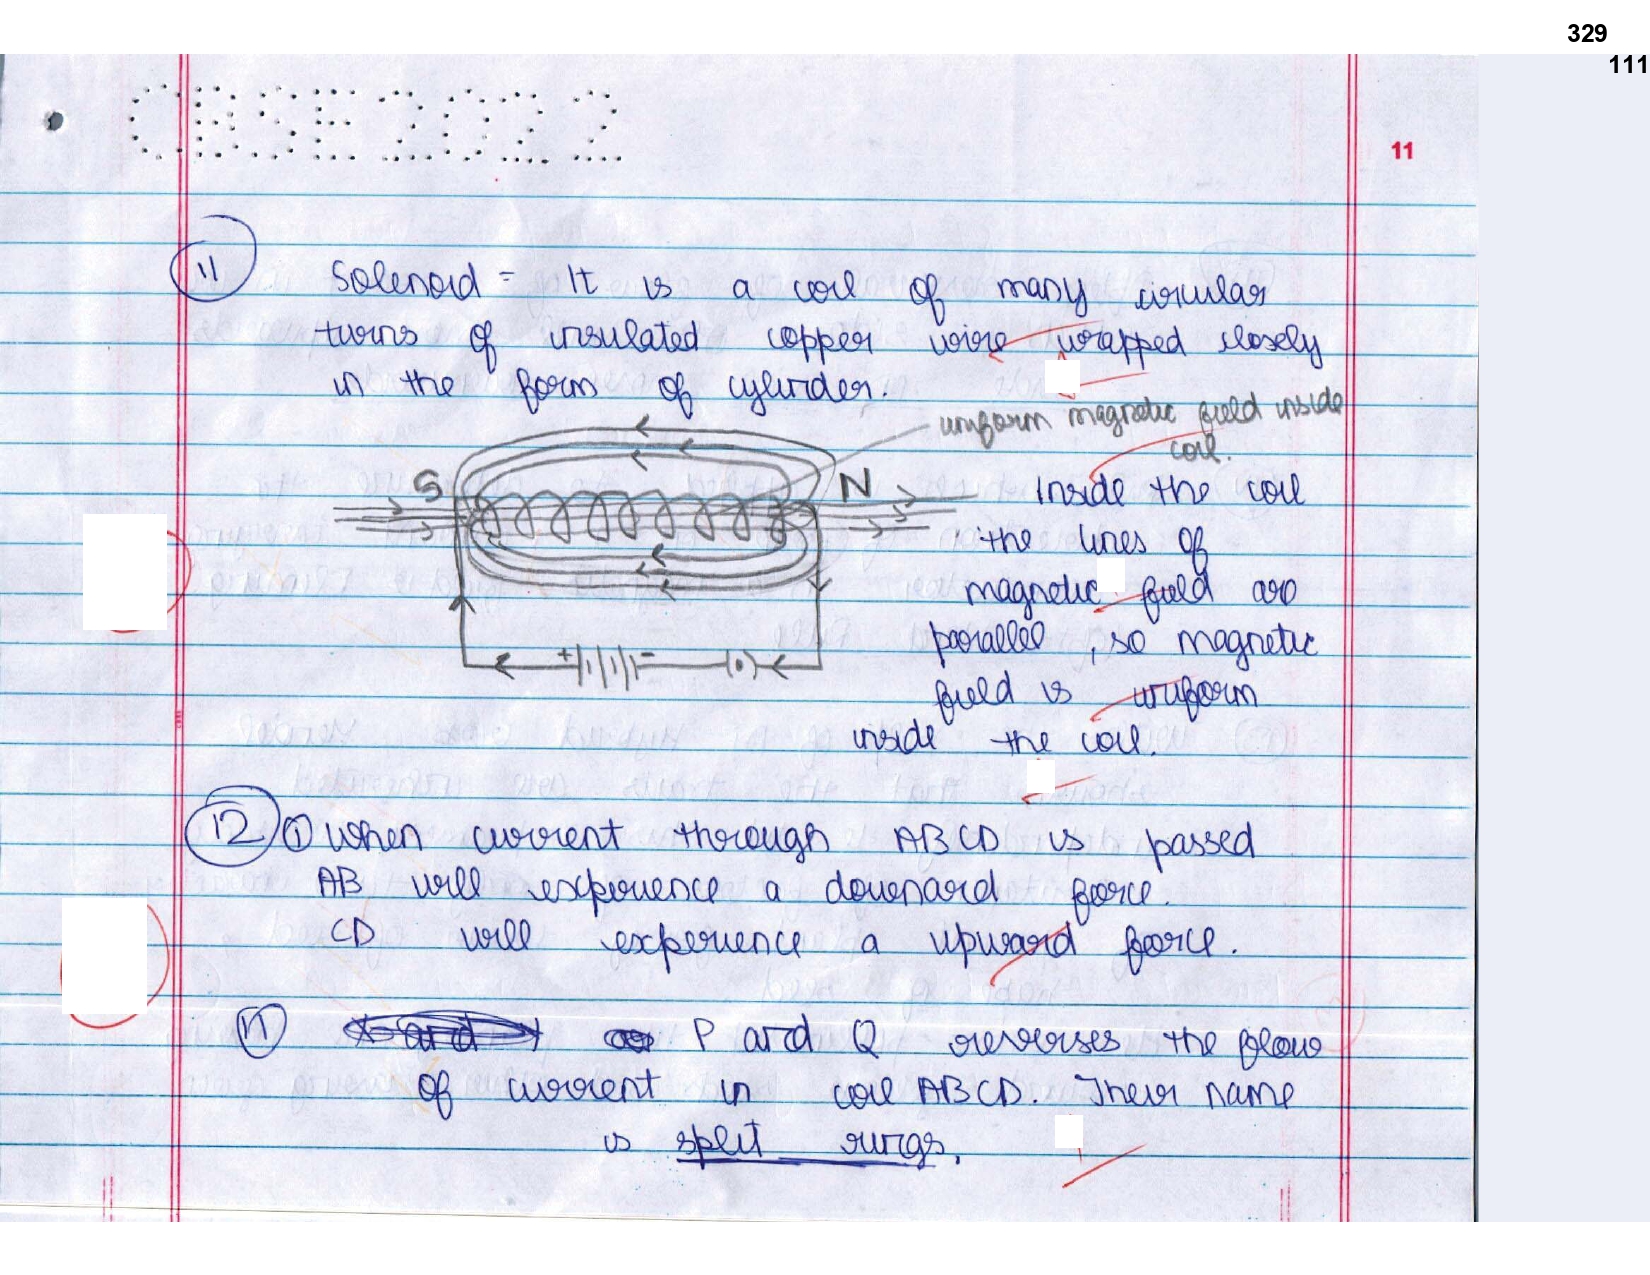 329
111
CBSE2022
11
11
Solenoid = It is a coil of many circular
turns of insulated copper wire wrapped closely
in the form of cylinder.
uniform magnetic field inside
coil.
S
N
Inside the coil
the lines of
magnetic field are
parallel, so magnetic
field is uniform
inside the coil.
+ - (•)
12 (i) When current through ABCD is passed
AB will experience a downard force.
CD will experience a upward force.
(ii) P and Q reverses the flow
of current in coil ABCD. Their name
is split rings.